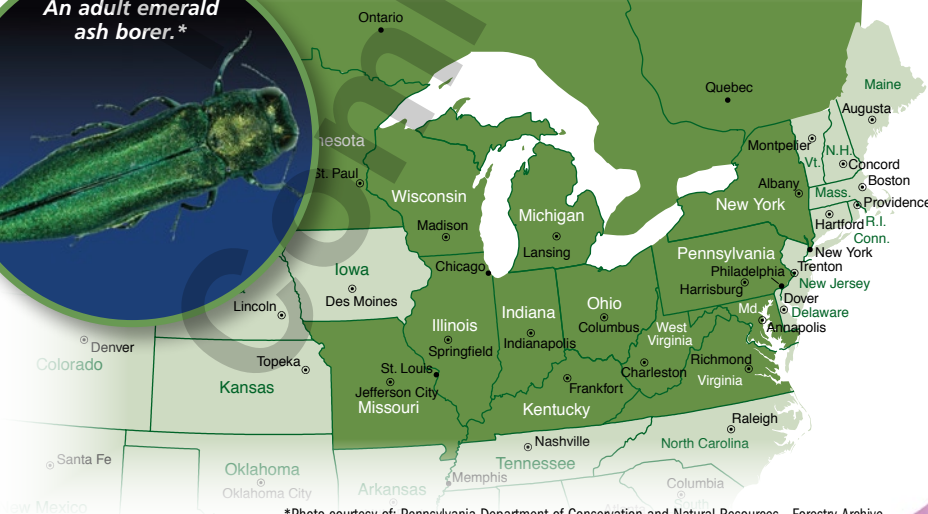 An adult emerald
ash borer.*
Ontario
Quebec
Maine
Augusta
Montpelier
Vt.
N.H.
Concord
St. Paul
Wisconsin
Madison
Michigan
Lansing
Albany
New York
Mass.
Boston
Providence
Hartford
R.I.
Conn.
New York
Pennsylvania
Philadelphia
Harrisburg
Trenton
New Jersey
Dover
Delaware
Md.
Annapolis
Iowa
Des Moines
Chicago
Lincoln
Illinois
Springfield
Indiana
Indianapolis
Ohio
Columbus
West
Virginia
Charleston
Richmond
Virginia
Denver
Colorado
Topeka
Kansas
St. Louis
Jefferson City
Missouri
Frankfort
Kentucky
Raleigh
North Carolina
Nashville
Tennessee
Memphis
Santa Fe
Oklahoma
Oklahoma City
Arkansas
Columbia
South
Mexico
*Photo courtesy of: Pennsylvania Department of Conservation and Natural Resources - Forestry Archive